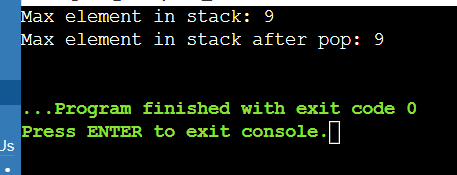 Max element in stack: 9
Max element in stack after pop: 9
...Program finished with exit code 0
Press ENTER to exit console.
Us